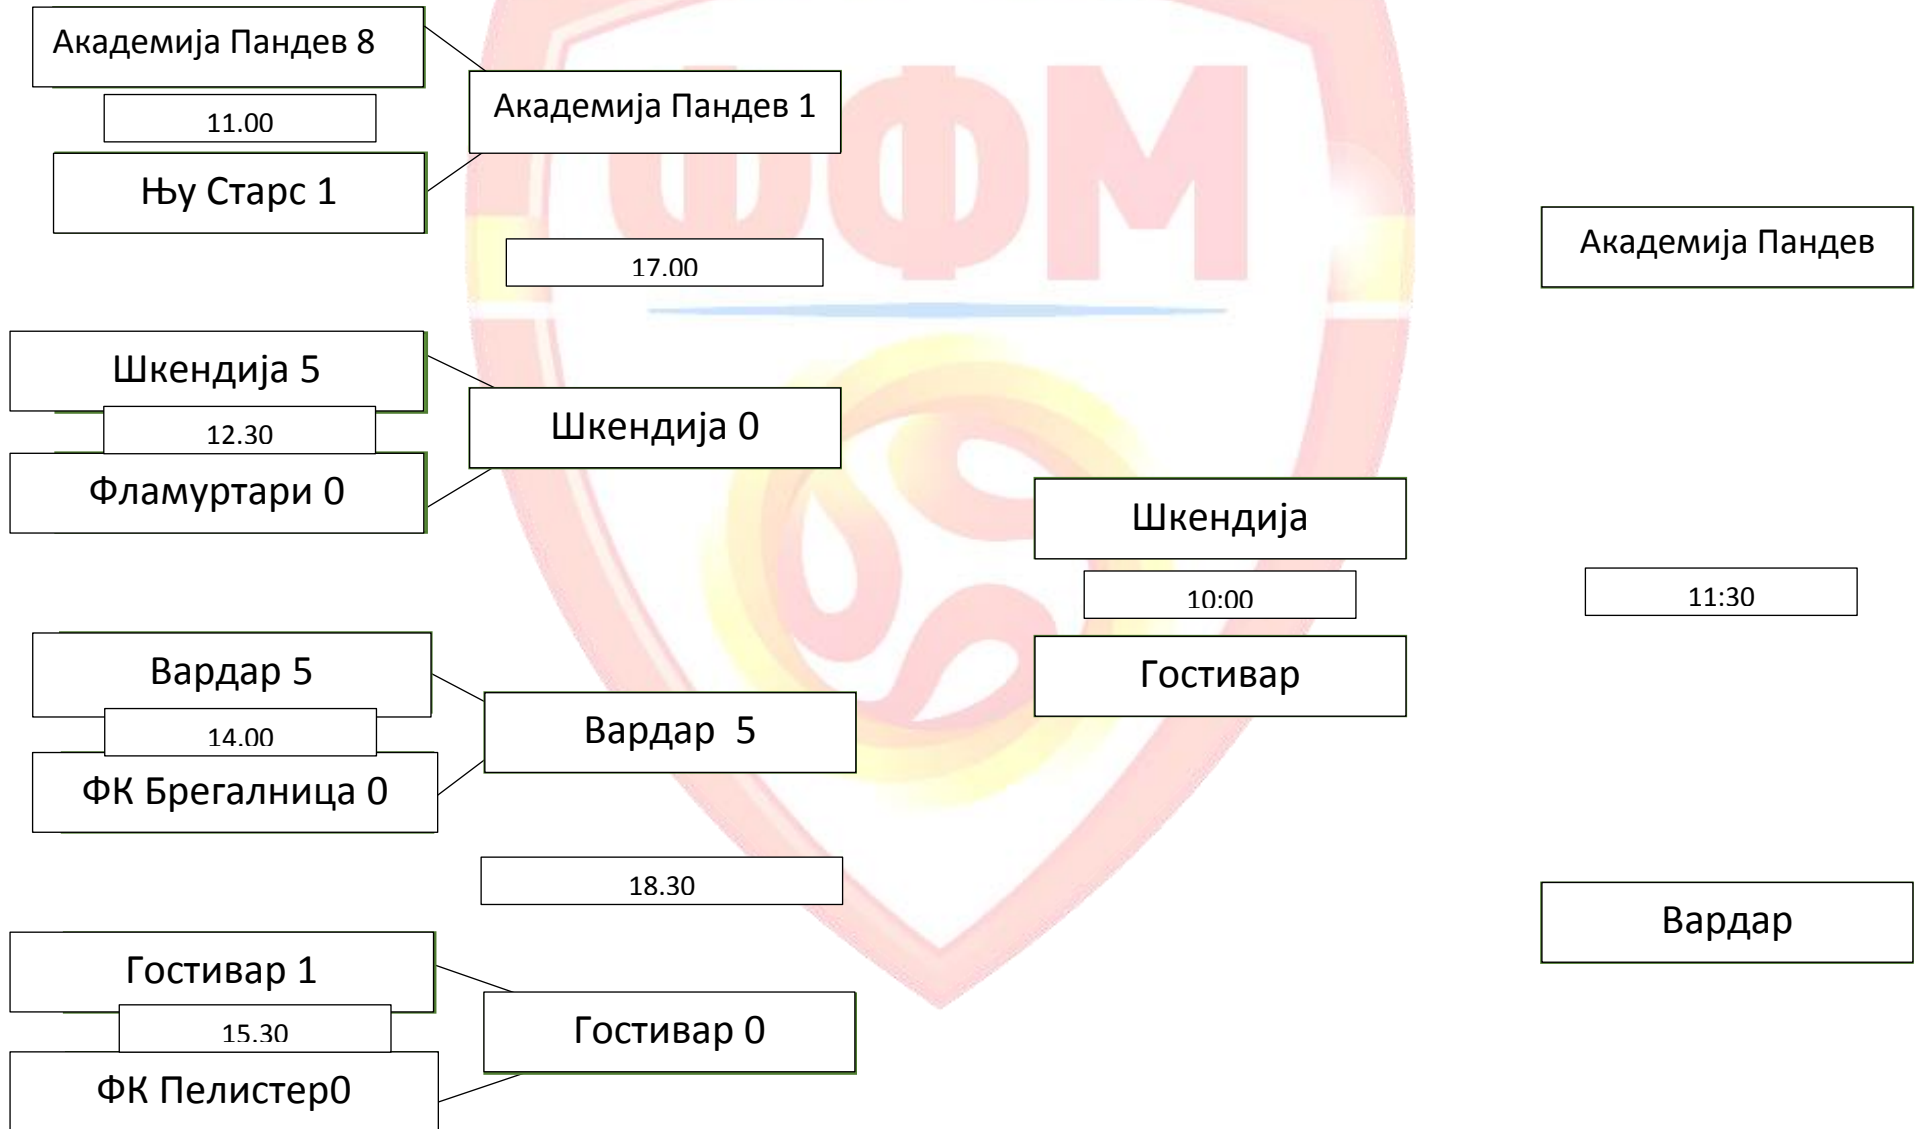 Академија Пандев 8
11.00
Њу Старс 1
Академија Пандев 1
17.00
Шкендија 5
12.30
Фламуртари 0
Шкендија 0
Вардар 5
14.00
ФК Брегалница 0
Вардар  5
18.30
Гостивар 1
15.30
ФК Пелистер0
Гостивар 0
Шкендија
10:00
Гостивар
Академија Пандев
11:30
Вардар
ФФМ